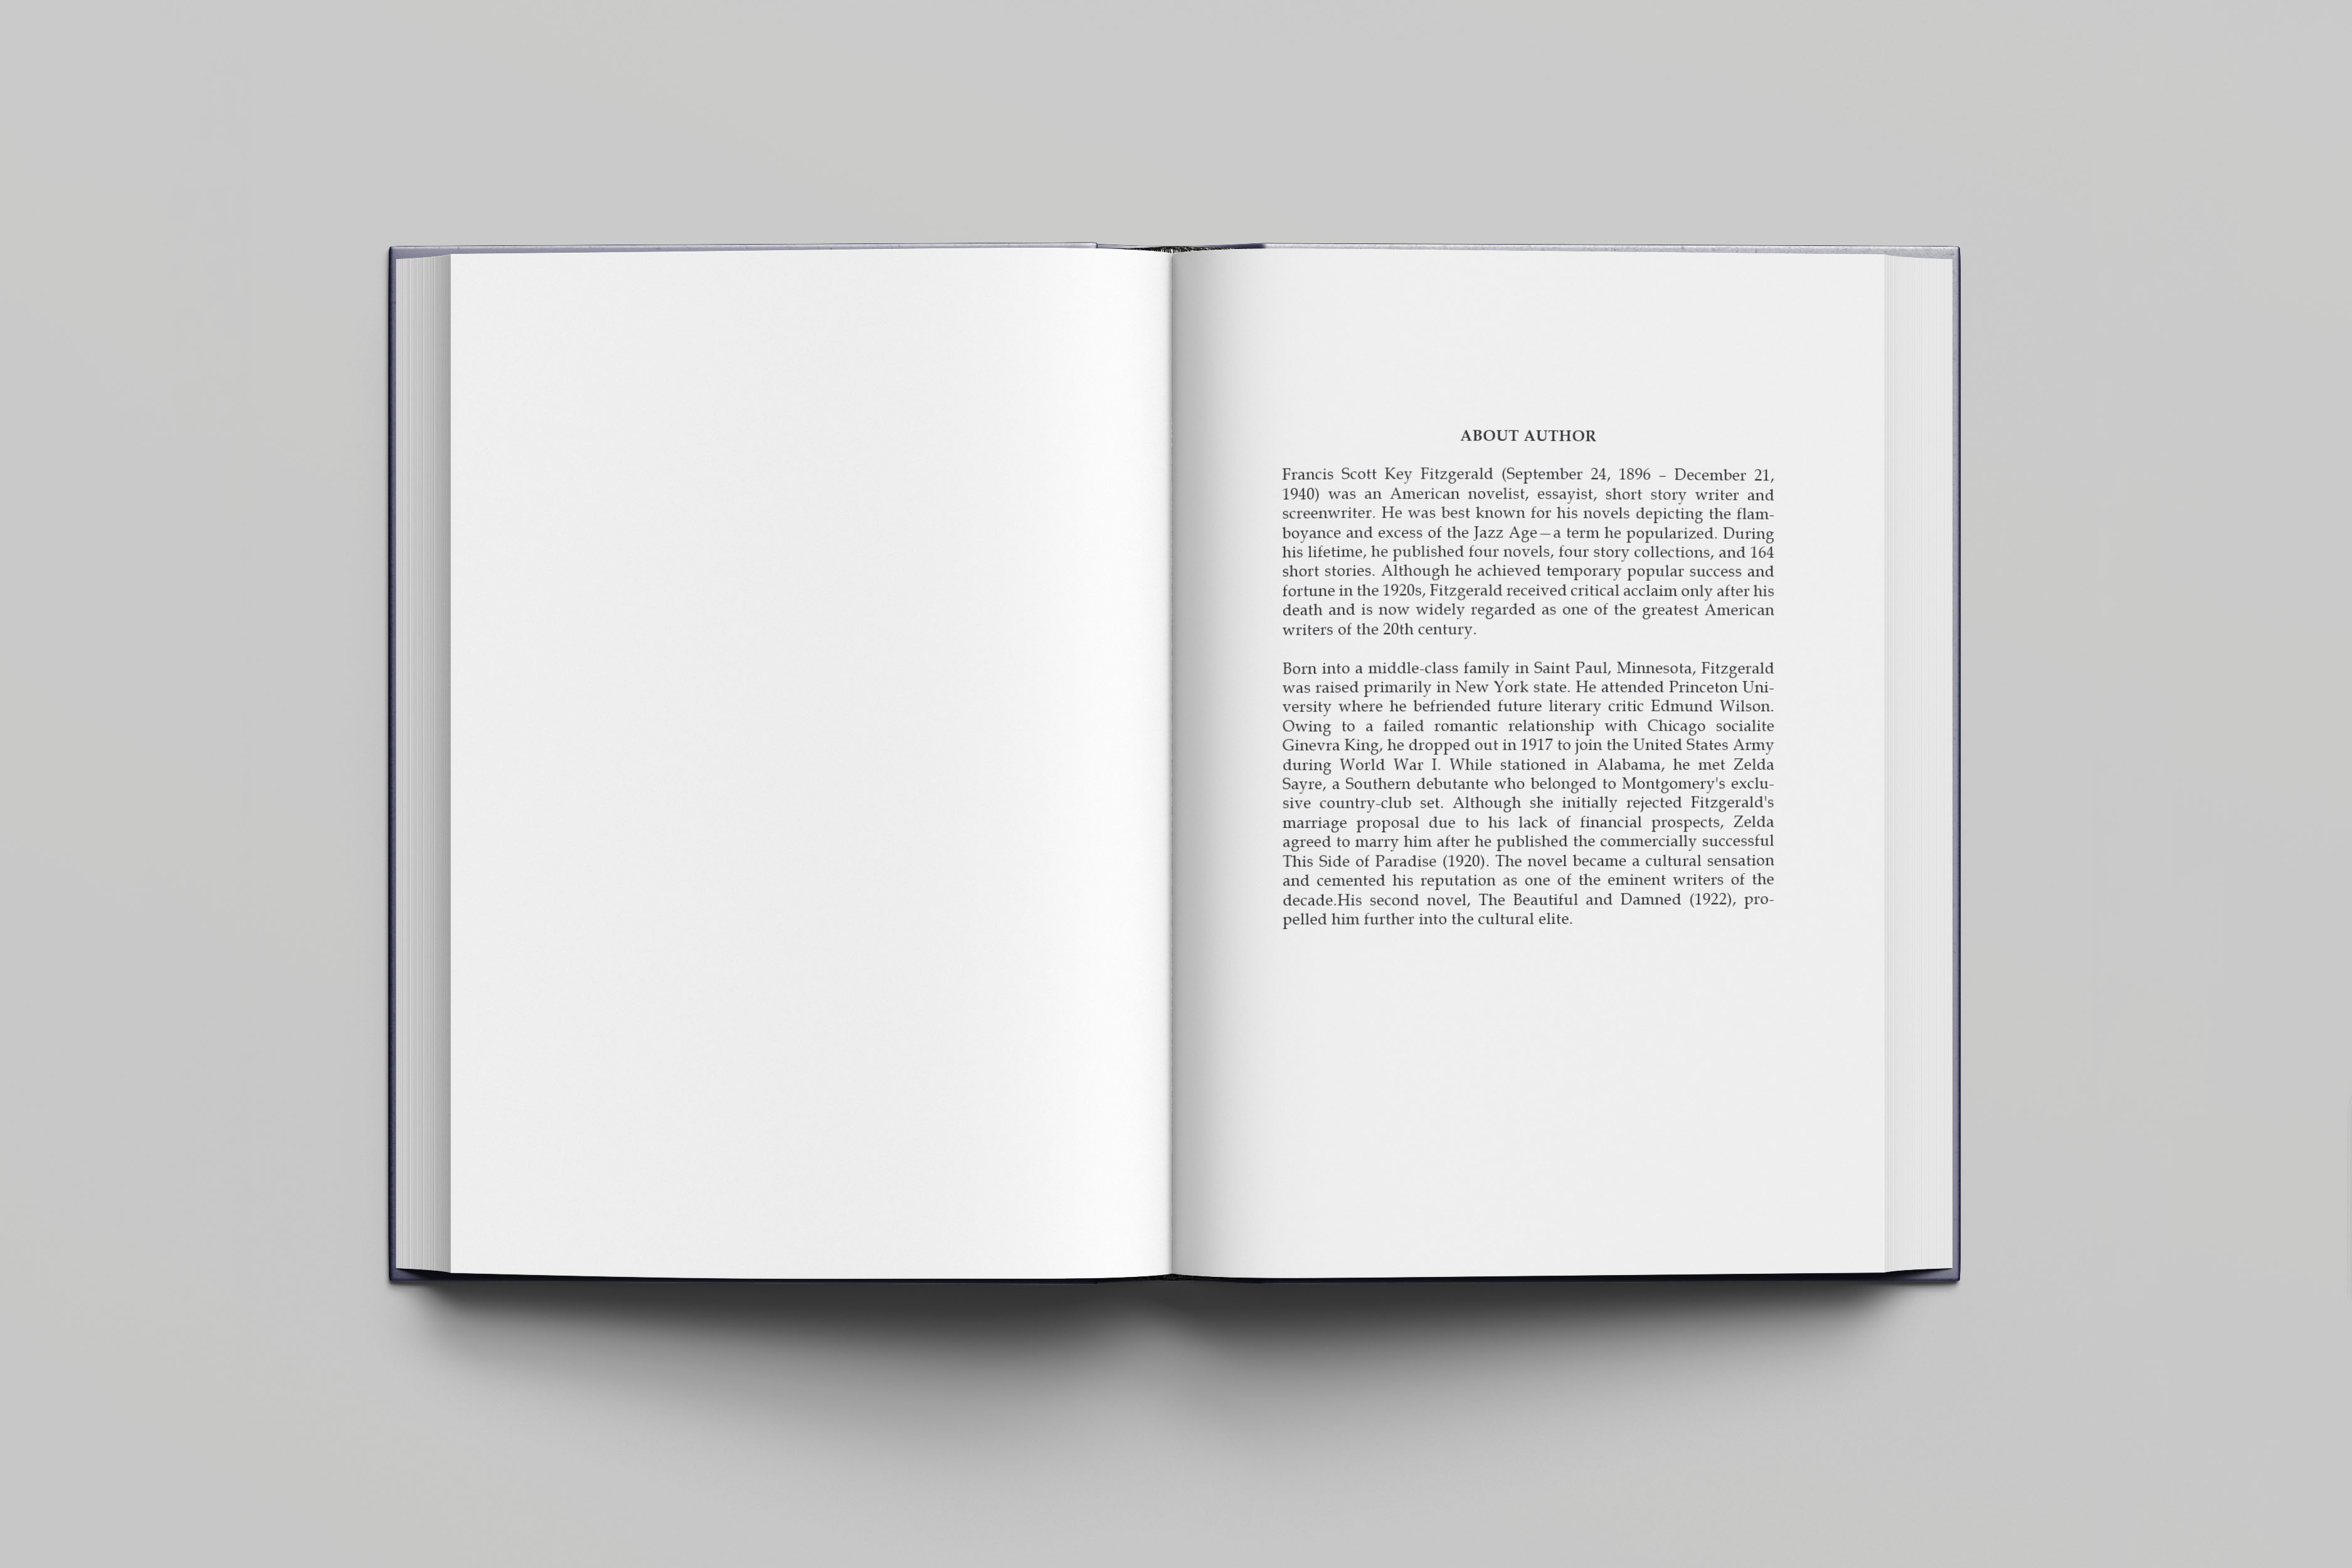 ABOUT AUTHOR
Francis Scott Key Fitzgerald (September 24, 1896 – December 21,
1940) was an American novelist, essayist, short story writer and
screenwriter. He was best known for his novels depicting the flam-
boyance and excess of the Jazz Age—a term he popularized. During
his lifetime, he published four novels, four story collections, and 164
short stories. Although he achieved temporary popular success and
fortune in the 1920s, Fitzgerald received critical acclaim only after his
death and is now widely regarded as one of the greatest American
writers of the 20th century.
Born into a middle-class family in Saint Paul, Minnesota, Fitzgerald
was raised primarily in New York state. He attended Princeton Uni-
versity where he befriended future literary critic Edmund Wilson.
Owing to a failed romantic relationship with Chicago socialite
Ginevra King, he dropped out in 1917 to join the United States Army
during World War I. While stationed in Alabama, he met Zelda
Sayre, a Southern debutante who belonged to Montgomery's exclu-
sive country-club set. Although she initially rejected Fitzgerald's
marriage proposal due to his lack of financial prospects, Zelda
agreed to marry him after he published the commercially successful
This Side of Paradise (1920). The novel became a cultural sensation
and cemented his reputation as one of the eminent writers of the
decade.His second novel, The Beautiful and Damned (1922), pro-
pelled him further into the cultural elite.